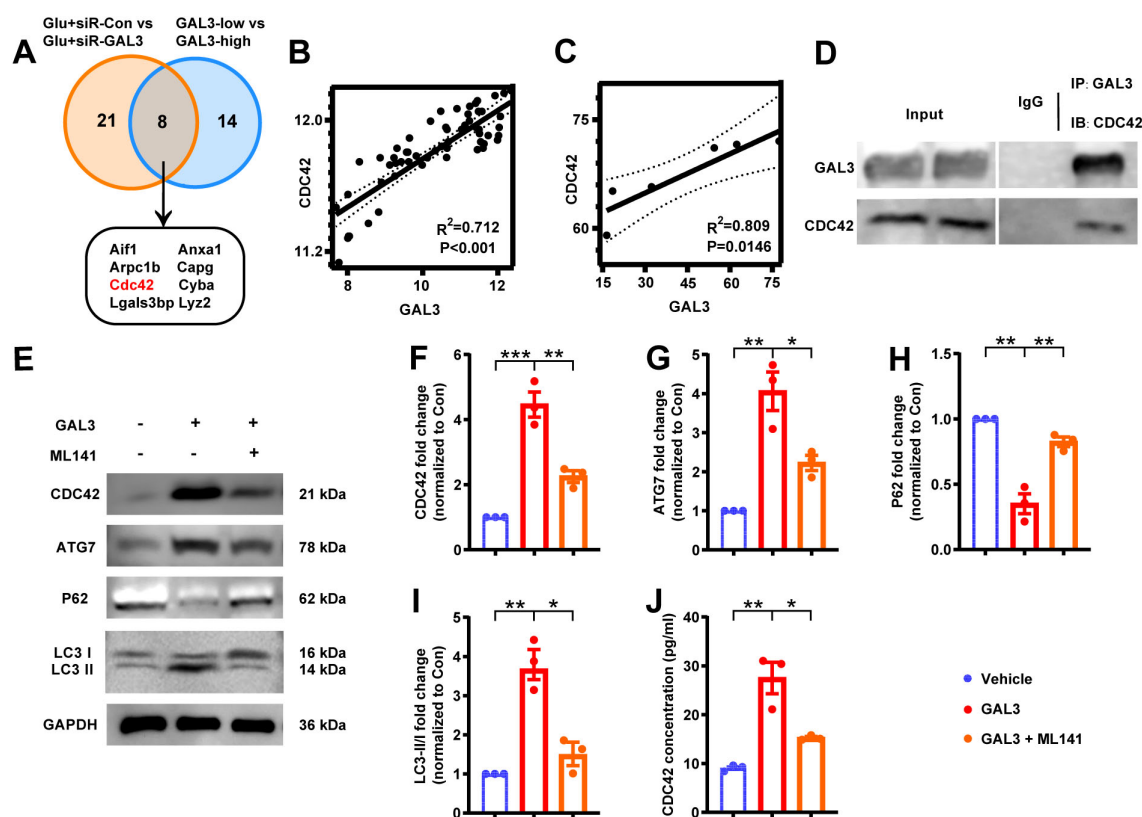 A
Glu+siR-Con vs
Glu+siR-GAL3
GAL3-low vs
GAL3-high
21
8
14
Aif1
Anxa1
Arpc1b
Capg
Cdc42
Cyba
Lgals3bp
Lyz2
B
CDC42
12.0
11.2
R²=0.712
P<0.001
8
10
12
GAL3
C
CDC42
75
60
R²=0.809
P=0.0146
15
30
45
60
75
GAL3
D
Input
IgG
IP: GAL3
IB: CDC42
GAL3
CDC42
E
GAL3
-
+
+
ML141
-
-
+
CDC42
21 kDa
ATG7
78 kDa
P62
62 kDa
LC3 I
16 kDa
LC3 II
14 kDa
GAPDH
36 kDa
F
CDC42 fold change
(normalized to Con)
6
4
2
0
***
**
G
ATG7 fold change
(normalized to Con)
5
4
3
2
1
0
**
*
H
P62 fold change
(normalized to Con)
1.5
1.0
0.5
0.0
**
**
I
LC3-II/I fold change
(normalized to Con)
5
4
3
2
1
0
**
*
J
CDC42 concentration (pg/ml)
40
30
20
10
0
**
*
Vehicle
GAL3
GAL3 + ML141